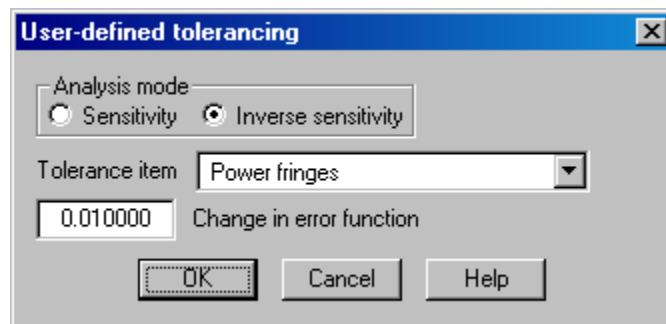 User-defined tolerancing
Analysis mode
Sensitivity Inverse sensitivity
Tolerance item Power fringes
0.010000 Change in error function
OK Cancel Help